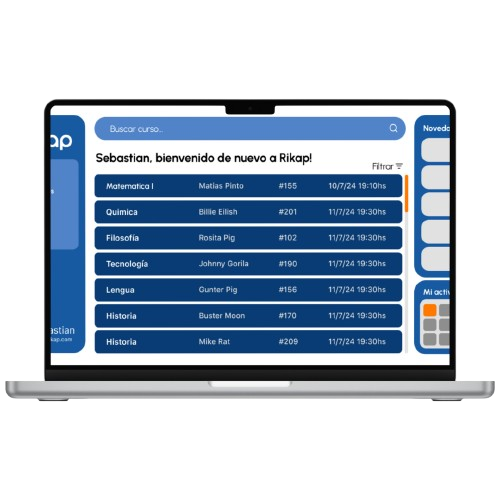 ap
Buscar curso...
Sebastian, bienvenido de nuevo a Rikap!
Filtrar
Matematica I Matias Pinto #155 10/7/24 19:10hs
Quimica Billie Eilish #201 11/7/24 19:30hs
Filosofía Rosita Pig #102 11/7/24 19:30hs
Tecnología Johnny Gorila #190 11/7/24 19:30hs
Lengua Gunter Pig #156 11/7/24 19:30hs
Historia Buster Moon #170 11/7/24 19:30hs
Historia Mike Rat #209 11/7/24 19:30hs
astian
kap.com
Noveda
Mi activ